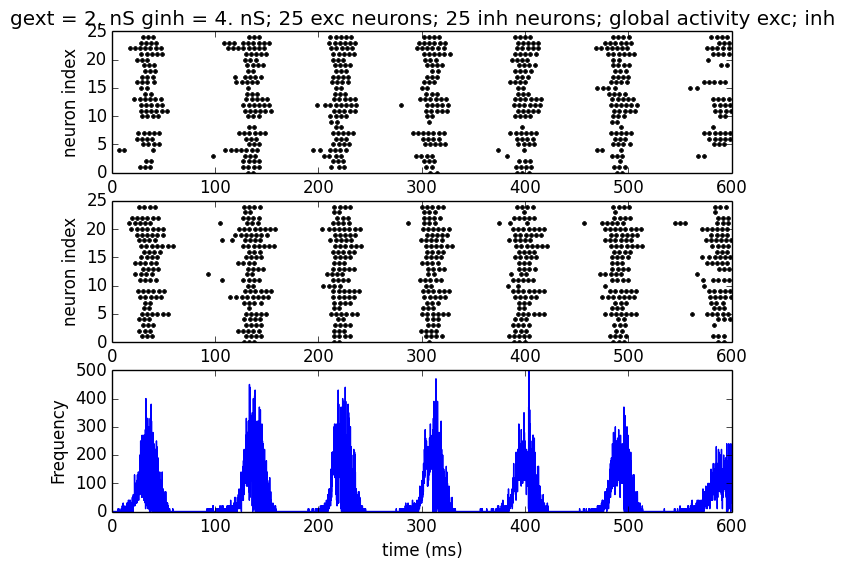 gext = 2. nS ginh = 4. nS; 25 exc neurons; 25 inh neurons; global activity exc; inh
25
20
15
10
5
0
neuron index
0 100 200 300 400 500 600
25
20
15
10
5
0
neuron index
0 100 200 300 400 500 600
500
400
300
200
100
0
Frequency
0 100 200 300 400 500 600
time (ms)